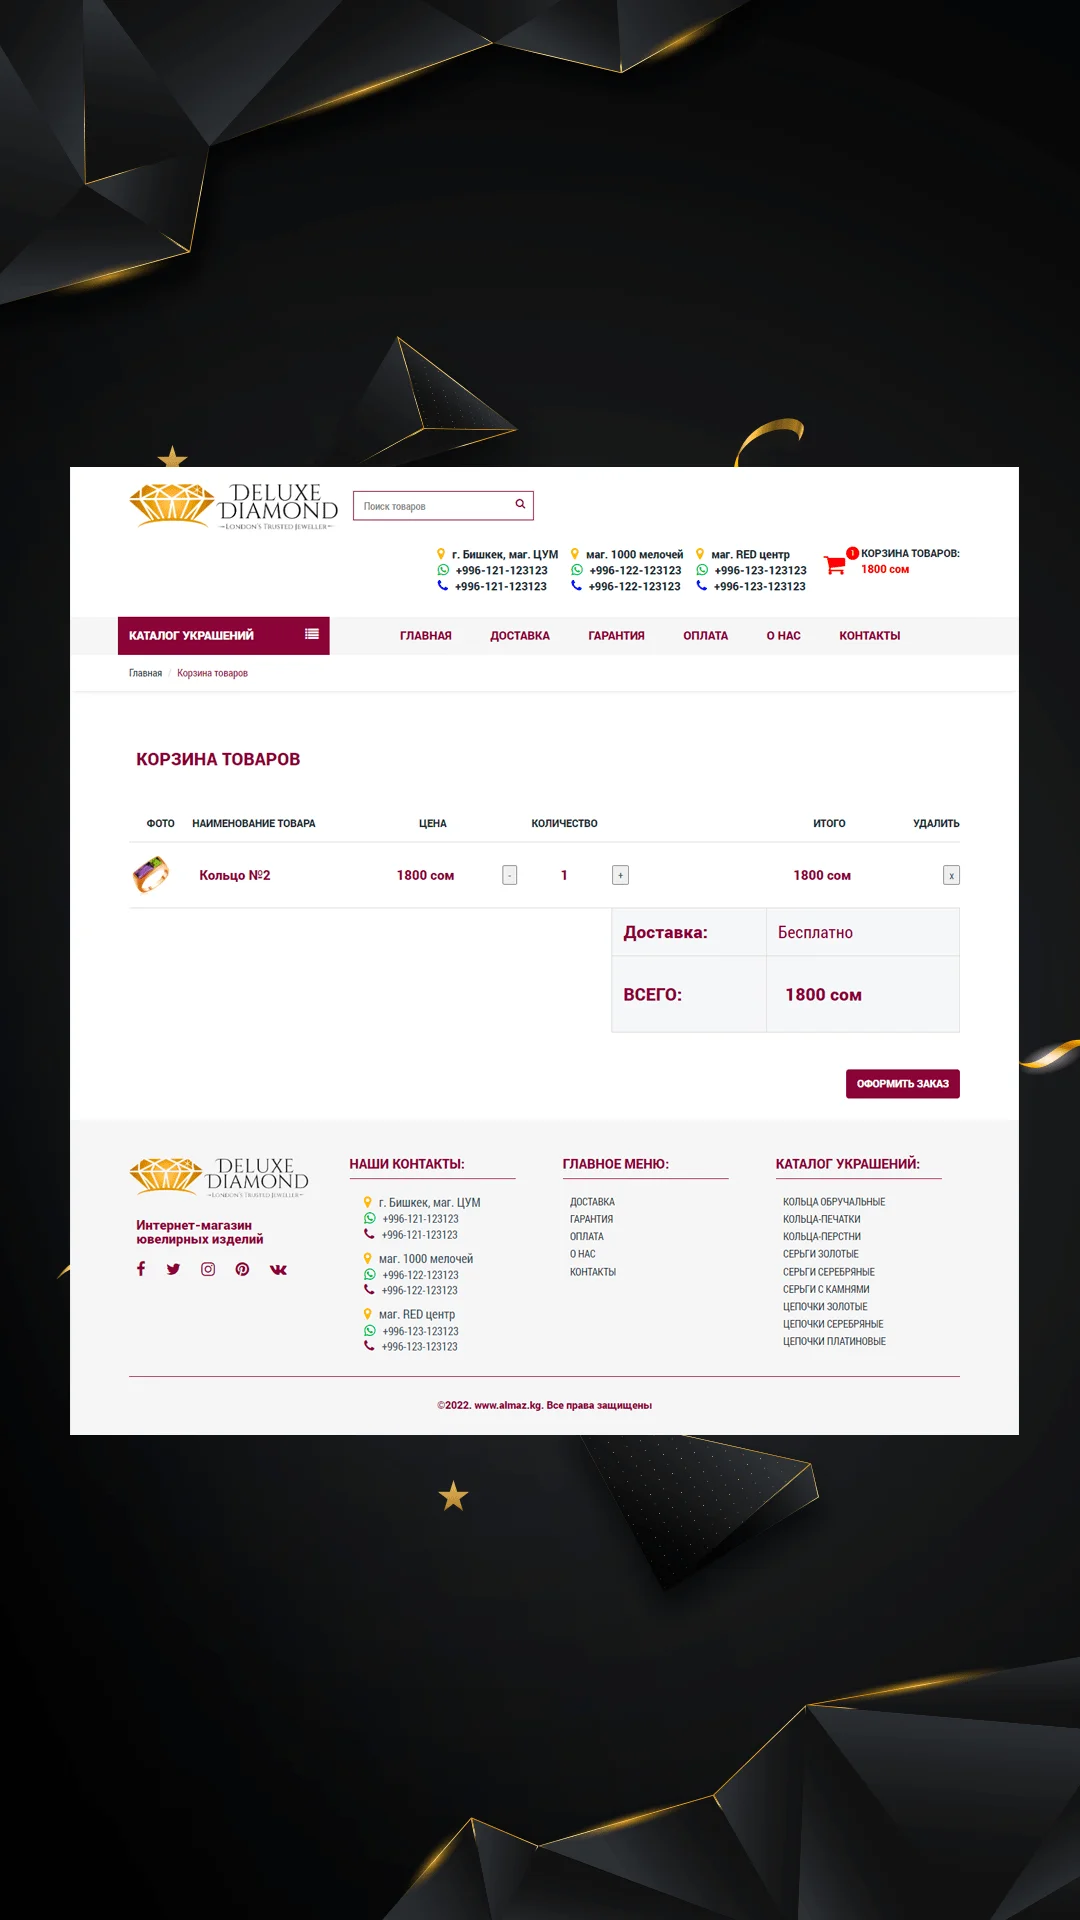 DELUXE
DIAMOND
LONDON'S TRUSTED JEWELLER
Поиск товаров
г. Бишкек, маг. ЦУМ
+996-121-123123
+996-121-123123
маг. 1000 мелочей
+996-122-123123
+996-122-123123
маг. RED центр
+996-123-123123
+996-123-123123
1
КОРЗИНА ТОВАРОВ:
1800 сом
КАТАЛОГ УКРАШЕНИЙ
ГЛАВНАЯ ДОСТАВКА ГАРАНТИЯ ОПЛАТА О НАС КОНТАКТЫ
Главная / Корзина товаров
КОРЗИНА ТОВАРОВ
ФОТО НАИМЕНОВАНИЕ ТОВАРА ЦЕНА КОЛИЧЕСТВО ИТОГО УДАЛИТЬ
Кольцо №2 1800 сом - 1 + 1800 сом x
Доставка: Бесплатно
ВСЕГО: 1800 сом
ОФОРМИТЬ ЗАКАЗ
DELUXE
DIAMOND
LONDON'S TRUSTED JEWELLER
Интернет-магазин
ювелирных изделий
НАШИ КОНТАКТЫ:
г. Бишкек, маг. ЦУМ
+996-121-123123
+996-121-123123
маг. 1000 мелочей
+996-122-123123
+996-122-123123
маг. RED центр
+996-123-123123
+996-123-123123
ГЛАВНОЕ МЕНЮ:
ДОСТАВКА
ГАРАНТИЯ
ОПЛАТА
О НАС
КОНТАКТЫ
КАТАЛОГ УКРАШЕНИЙ:
КОЛЬЦА ОБРУЧАЛЬНЫЕ
КОЛЬЦА-ПЕЧАТКИ
КОЛЬЦА-ПЕРСТНИ
СЕРЬГИ ЗОЛОТЫЕ
СЕРЬГИ СЕРЕБРЯНЫЕ
СЕРЬГИ С КАМНЯМИ
ЦЕПОЧКИ ЗОЛОТЫЕ
ЦЕПОЧКИ СЕРЕБРЯНЫЕ
ЦЕПОЧКИ ПЛАТИНОВЫЕ
©2022. www.almaz.kg. Все права защищены